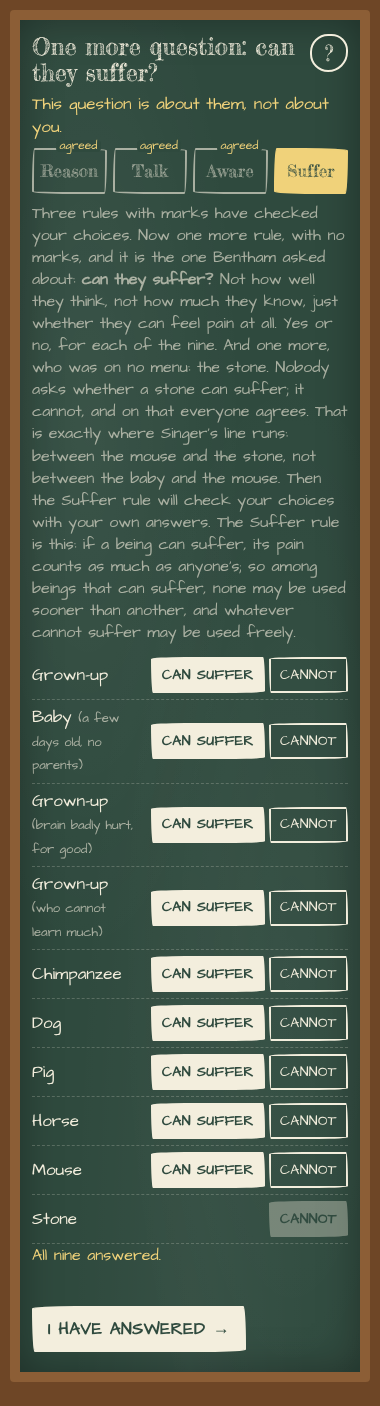 One more question: can
they suffer?
?
This question is about them, not about
you.
agreed agreed agreed
Reason Talk Aware Suffer
Three rules with marks have checked
your choices. Now one more rule, with no
marks, and it is the one Bentham asked
about: can they suffer? Not how well
they think, not how much they know, just
whether they can feel pain at all. Yes or
no, for each of the nine. And one more,
who was on no menu: the stone. Nobody
asks whether a stone can suffer; it
cannot, and on that everyone agrees. That
is exactly where Singer's line runs:
between the mouse and the stone, not
between the baby and the mouse. Then
the Suffer rule will check your choices
with your own answers. The Suffer rule
is this: if a being can suffer, its pain
counts as much as anyone's; so among
beings that can suffer, none may be used
sooner than another, and whatever
cannot suffer may be used freely.
Grown-up CAN SUFFER CANNOT
Baby (a few
days old, no
parents)
CAN SUFFER CANNOT
Grown-up
(brain badly hurt,
for good)
CAN SUFFER CANNOT
Grown-up
(who cannot
learn much)
CAN SUFFER CANNOT
Chimpanzee CAN SUFFER CANNOT
Dog CAN SUFFER CANNOT
Pig CAN SUFFER CANNOT
Horse CAN SUFFER CANNOT
Mouse CAN SUFFER CANNOT
Stone CANNOT
All nine answered.
I HAVE ANSWERED →